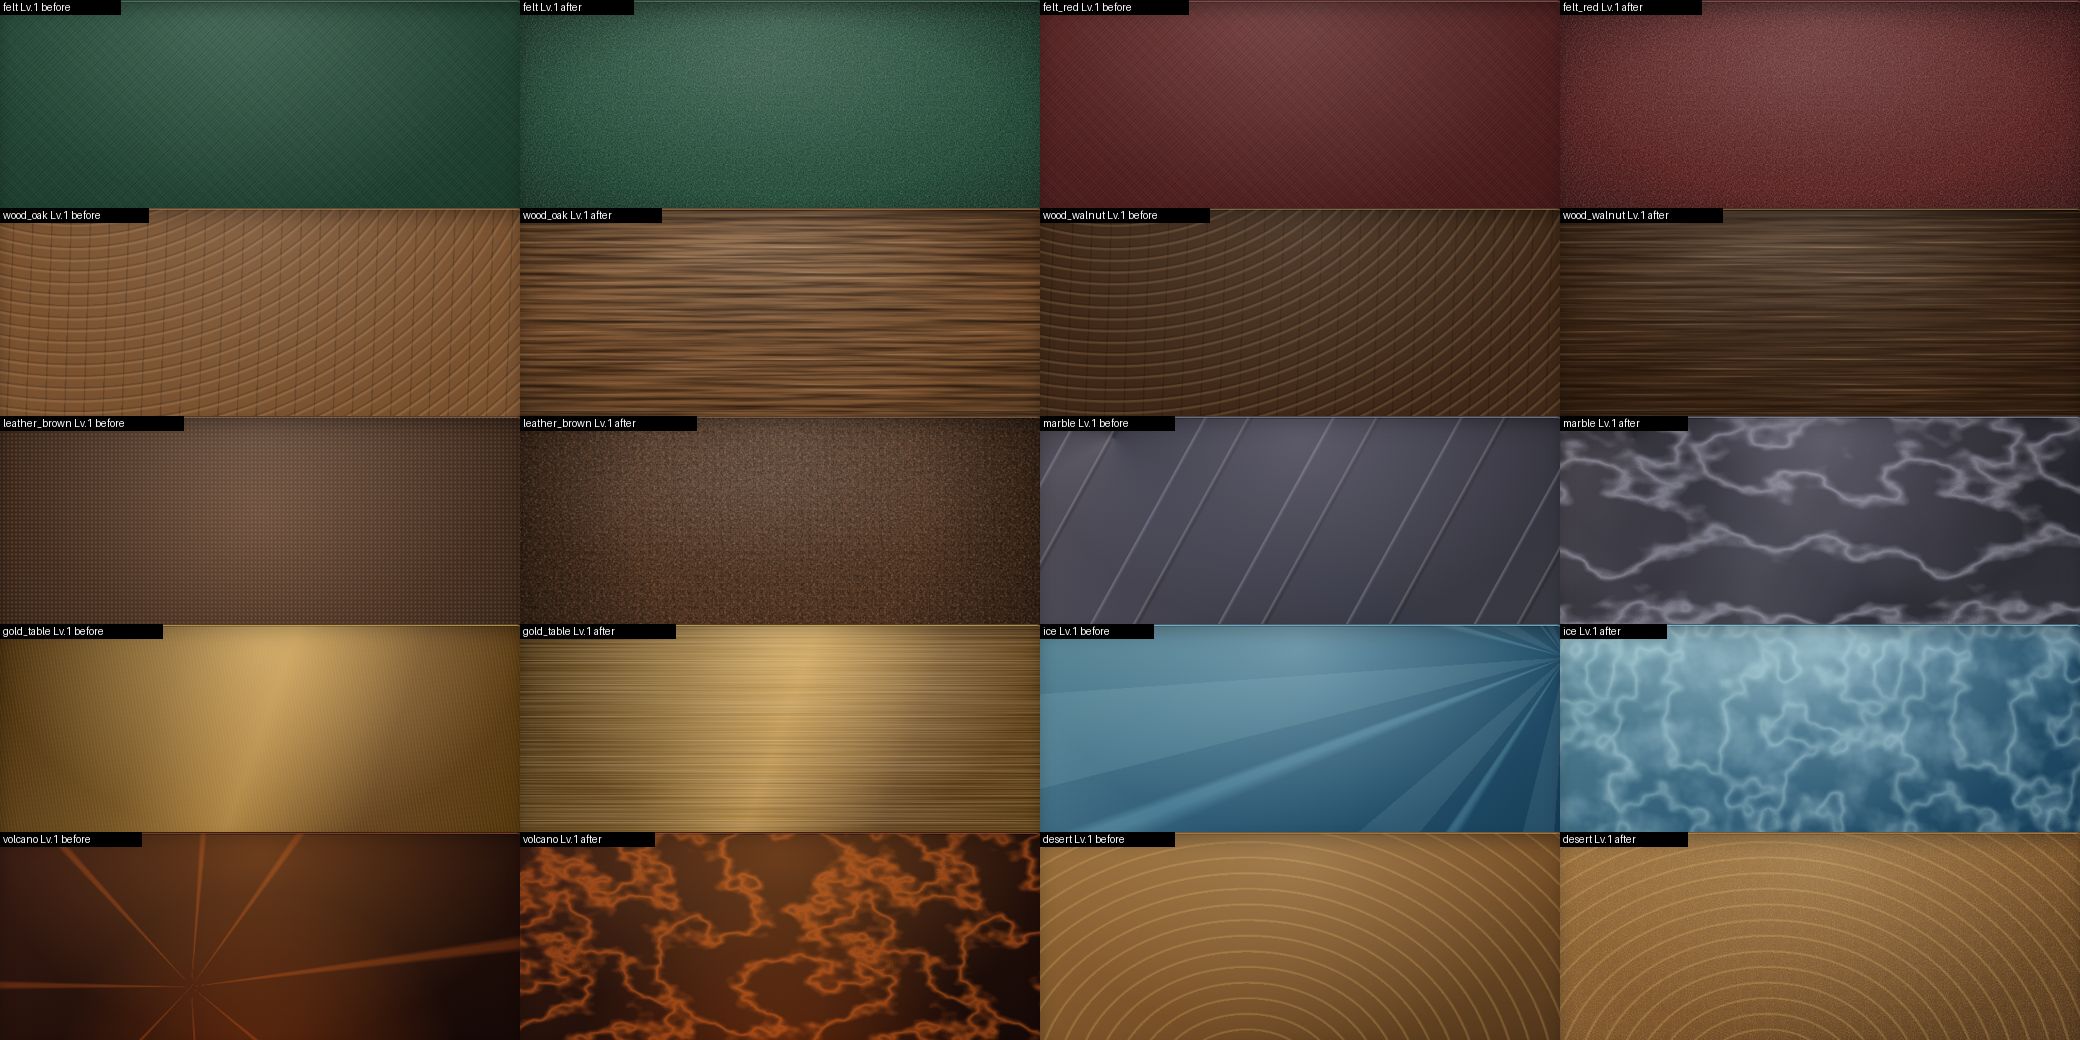 felt Lv.1 before
felt Lv.1 after
felt_red Lv.1 before
felt_red Lv.1 after
wood_oak Lv.1 before
wood_oak Lv.1 after
wood_walnut Lv.1 before
wood_walnut Lv.1 after
leather_brown Lv.1 before
leather_brown Lv.1 after
marble Lv.1 before
marble Lv.1 after
gold_table Lv.1 before
gold_table Lv.1 after
ice Lv.1 before
ice Lv.1 after
volcano Lv.1 before
volcano Lv.1 after
desert Lv.1 before
desert Lv.1 after